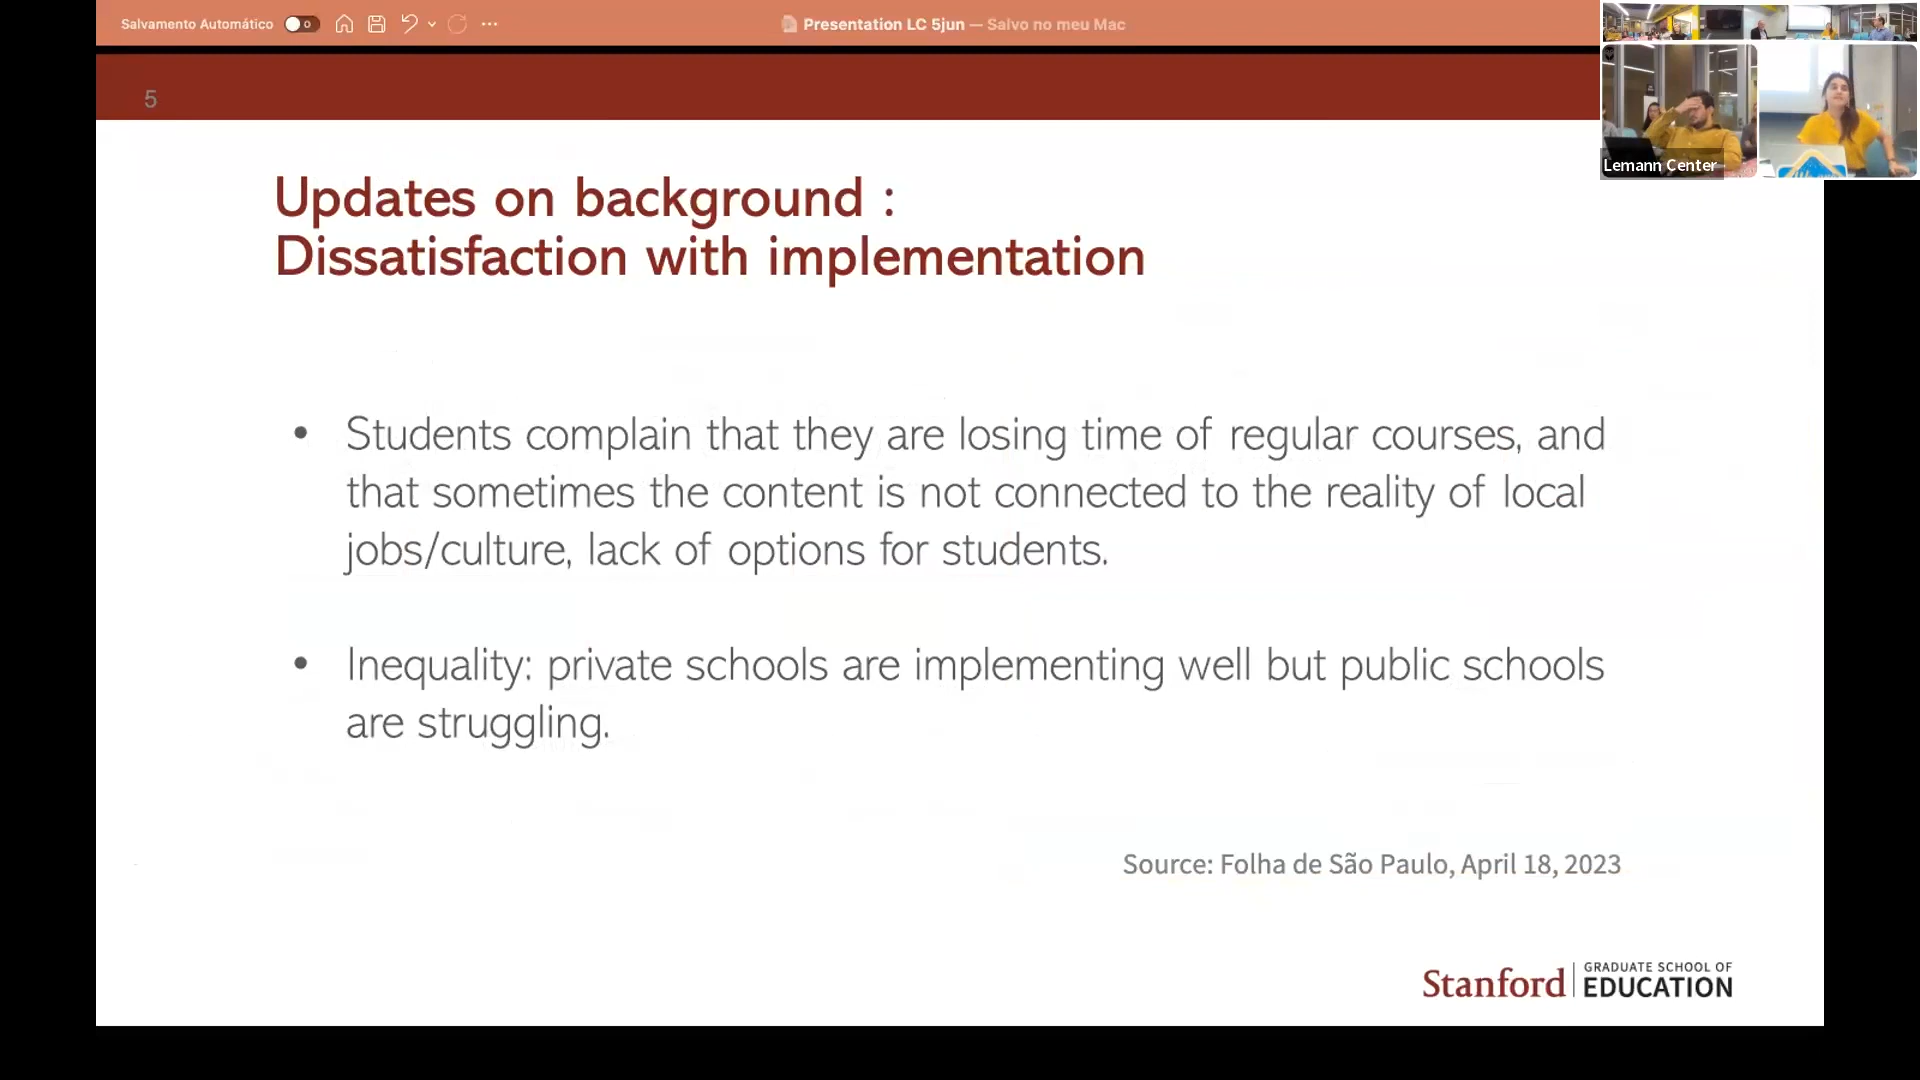 Salvamento Automático
Presentation LC 5jun — Salvo no meu Mac
5
Lemann Center
Updates on background :
Dissatisfaction with implementation
• Students complain that they are losing time of regular courses, and
that sometimes the content is not connected to the reality of local
jobs/culture, lack of options for students.
• Inequality: private schools are implementing well but public schools
are struggling.
Source: Folha de São Paulo, April 18, 2023
Stanford
GRADUATE SCHOOL OF
EDUCATION